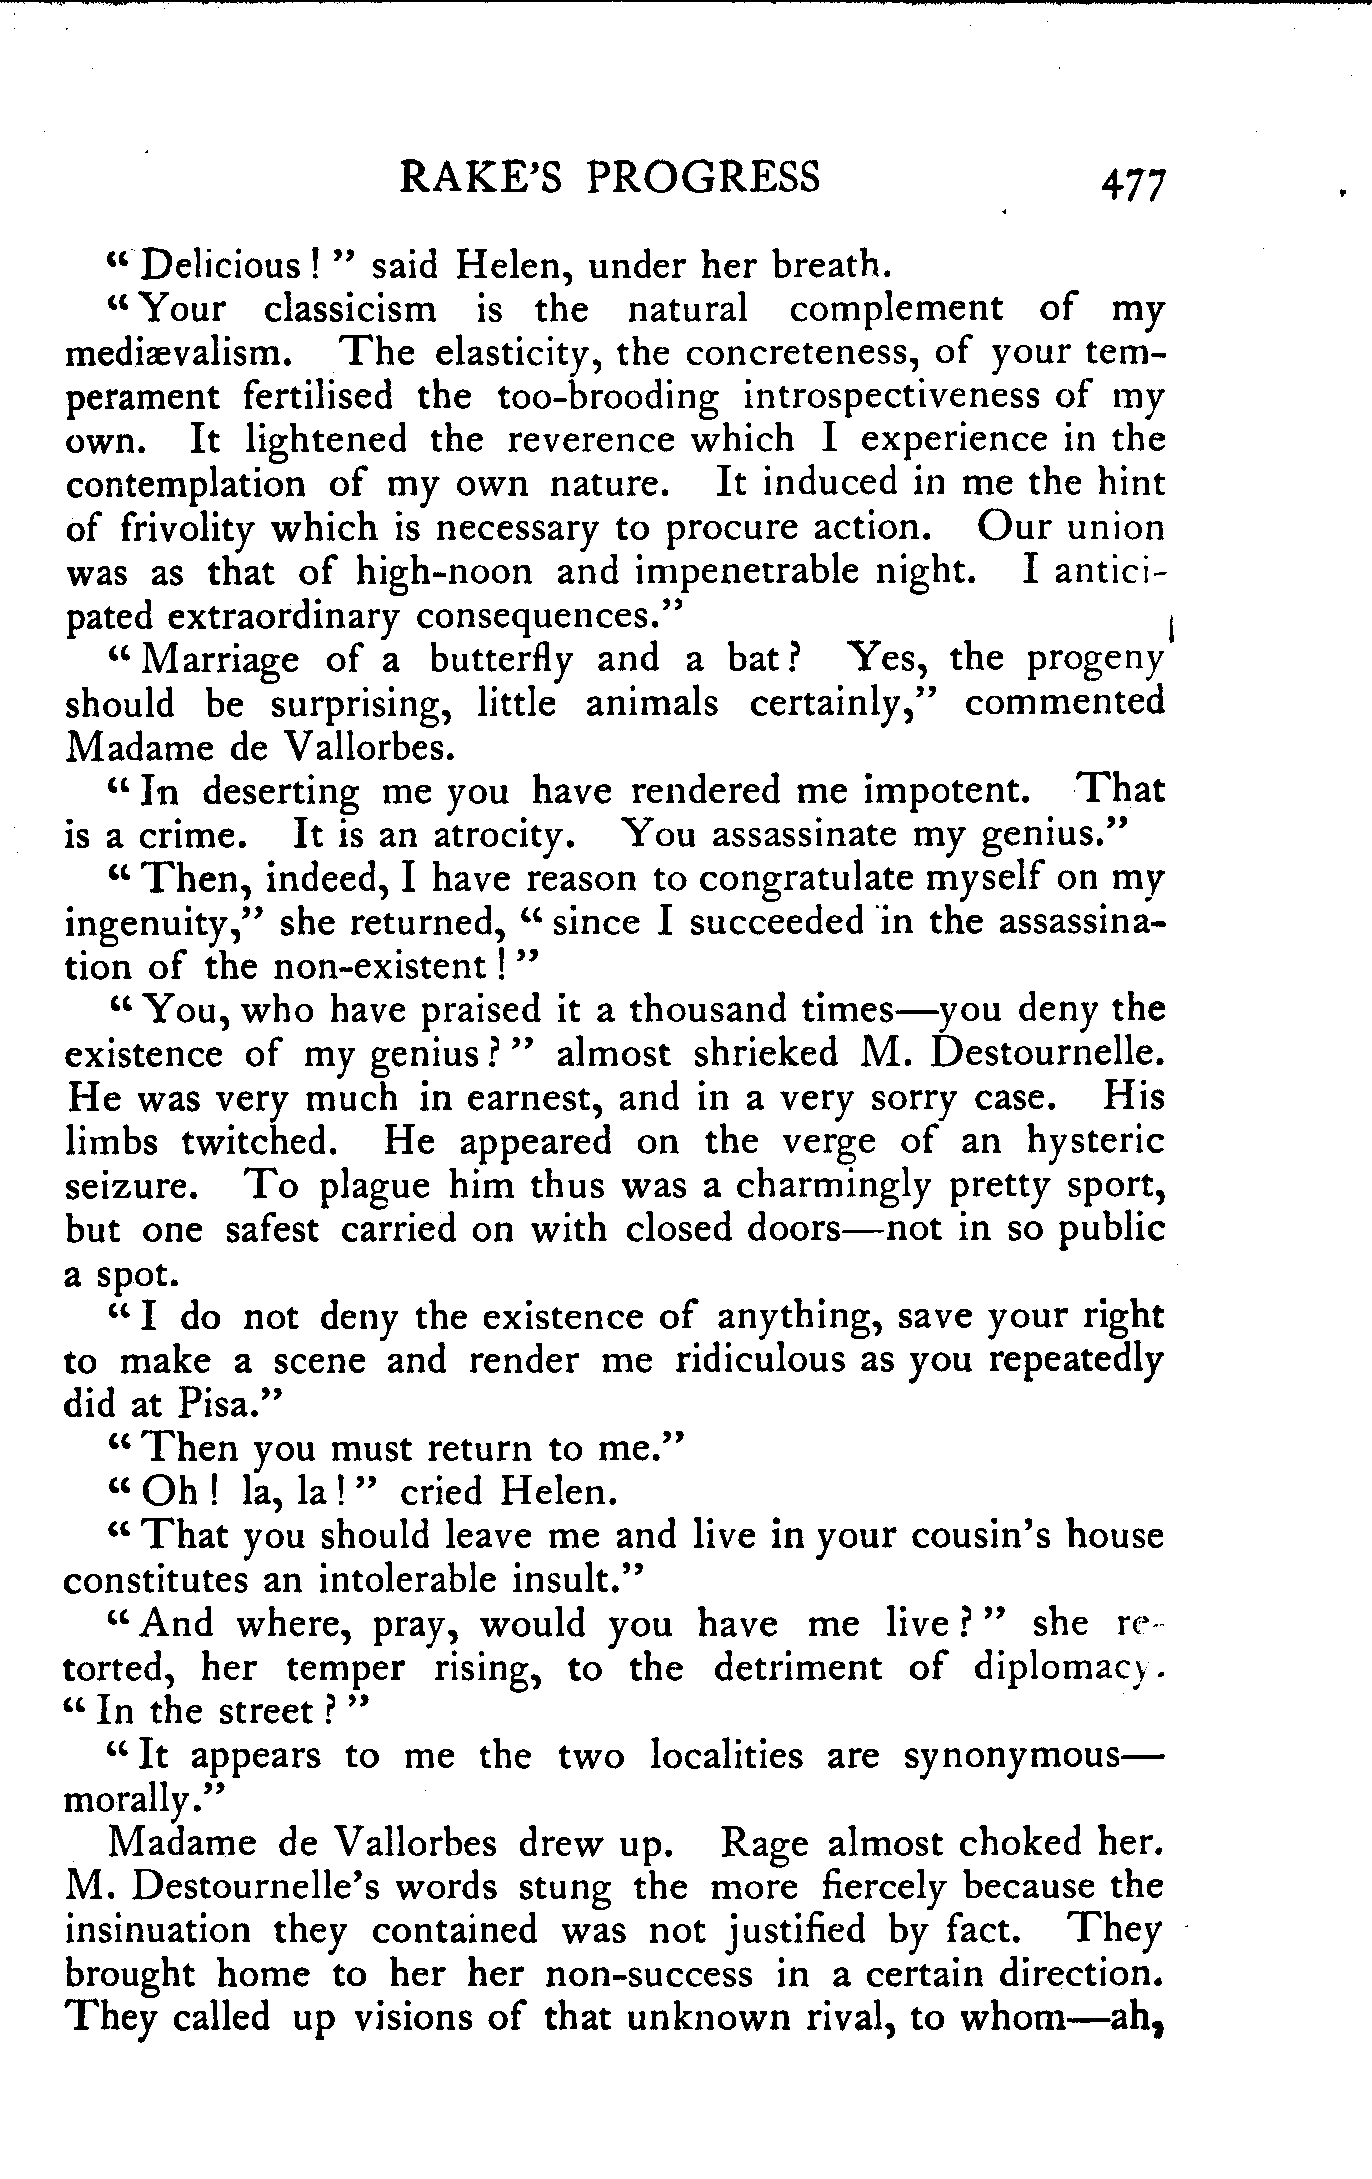 RAKE'S PROGRESS 477
“ Delicious ! ” said Helen, under her breath.
“ Your classicism is the natural complement of my
mediævalism. The elasticity, the concreteness, of your tem-
perament fertilised the too-brooding introspectiveness of my
own. It lightened the reverence which I experience in the
contemplation of my own nature. It induced in me the hint
of frivolity which is necessary to procure action. Our union
was as that of high-noon and impenetrable night. I antici-
pated extraordinary consequences.”
“ Marriage of a butterfly and a bat ? Yes, the progeny
should be surprising, little animals certainly,” commented
Madame de Vallorbes.
“ In deserting me you have rendered me impotent. That
is a crime. It is an atrocity. You assassinate my genius.”
“ Then, indeed, I have reason to congratulate myself on my
ingenuity,” she returned, “ since I succeeded in the assassina-
tion of the non-existent ! ”
“ You, who have praised it a thousand times—you deny the
existence of my genius ? ” almost shrieked M. Destournelle.
He was very much in earnest, and in a very sorry case. His
limbs twitched. He appeared on the verge of an hysteric
seizure. To plague him thus was a charmingly pretty sport,
but one safest carried on with closed doors—not in so public
a spot.
“ I do not deny the existence of anything, save your right
to make a scene and render me ridiculous as you repeatedly
did at Pisa.”
“ Then you must return to me.”
“ Oh ! la, la ! ” cried Helen.
“ That you should leave me and live in your cousin's house
constitutes an intolerable insult.”
“ And where, pray, would you have me live ? ” she re-
torted, her temper rising, to the detriment of diplomacy.
“ In the street ? ”
“ It appears to me the two localities are synonymous—
morally.”
Madame de Vallorbes drew up. Rage almost choked her.
M. Destournelle's words stung the more fiercely because the
insinuation they contained was not justified by fact. They
brought home to her her non-success in a certain direction.
They called up visions of that unknown rival, to whom—ah,